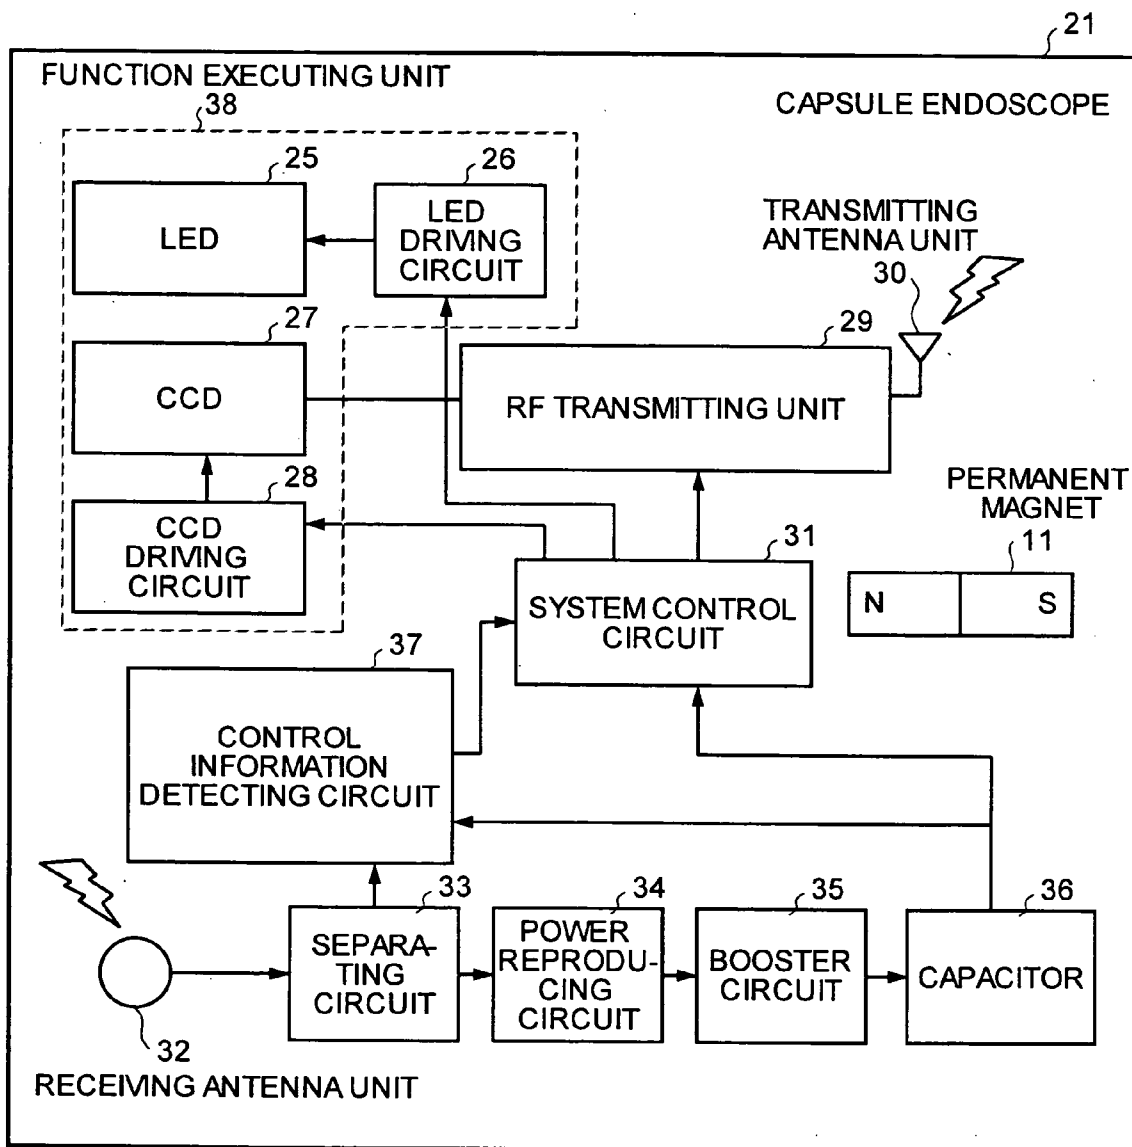 21
FUNCTION EXECUTING UNIT
38
CAPSULE ENDOSCOPE
25
LED
26
LED
DRIVING
CIRCUIT
TRANSMITTING
ANTENNA UNIT
30
27
CCD
29
RF TRANSMITTING UNIT
28
CCD
DRIVING
CIRCUIT
PERMANENT
MAGNET
11
N S
31
SYSTEM CONTROL
CIRCUIT
37
CONTROL
INFORMATION
DETECTING CIRCUIT
33
SEPARA-
TING
CIRCUIT
34
POWER
REPRODU-
CING
CIRCUIT
35
BOOSTER
CIRCUIT
36
CAPACITOR
32
RECEIVING ANTENNA UNIT